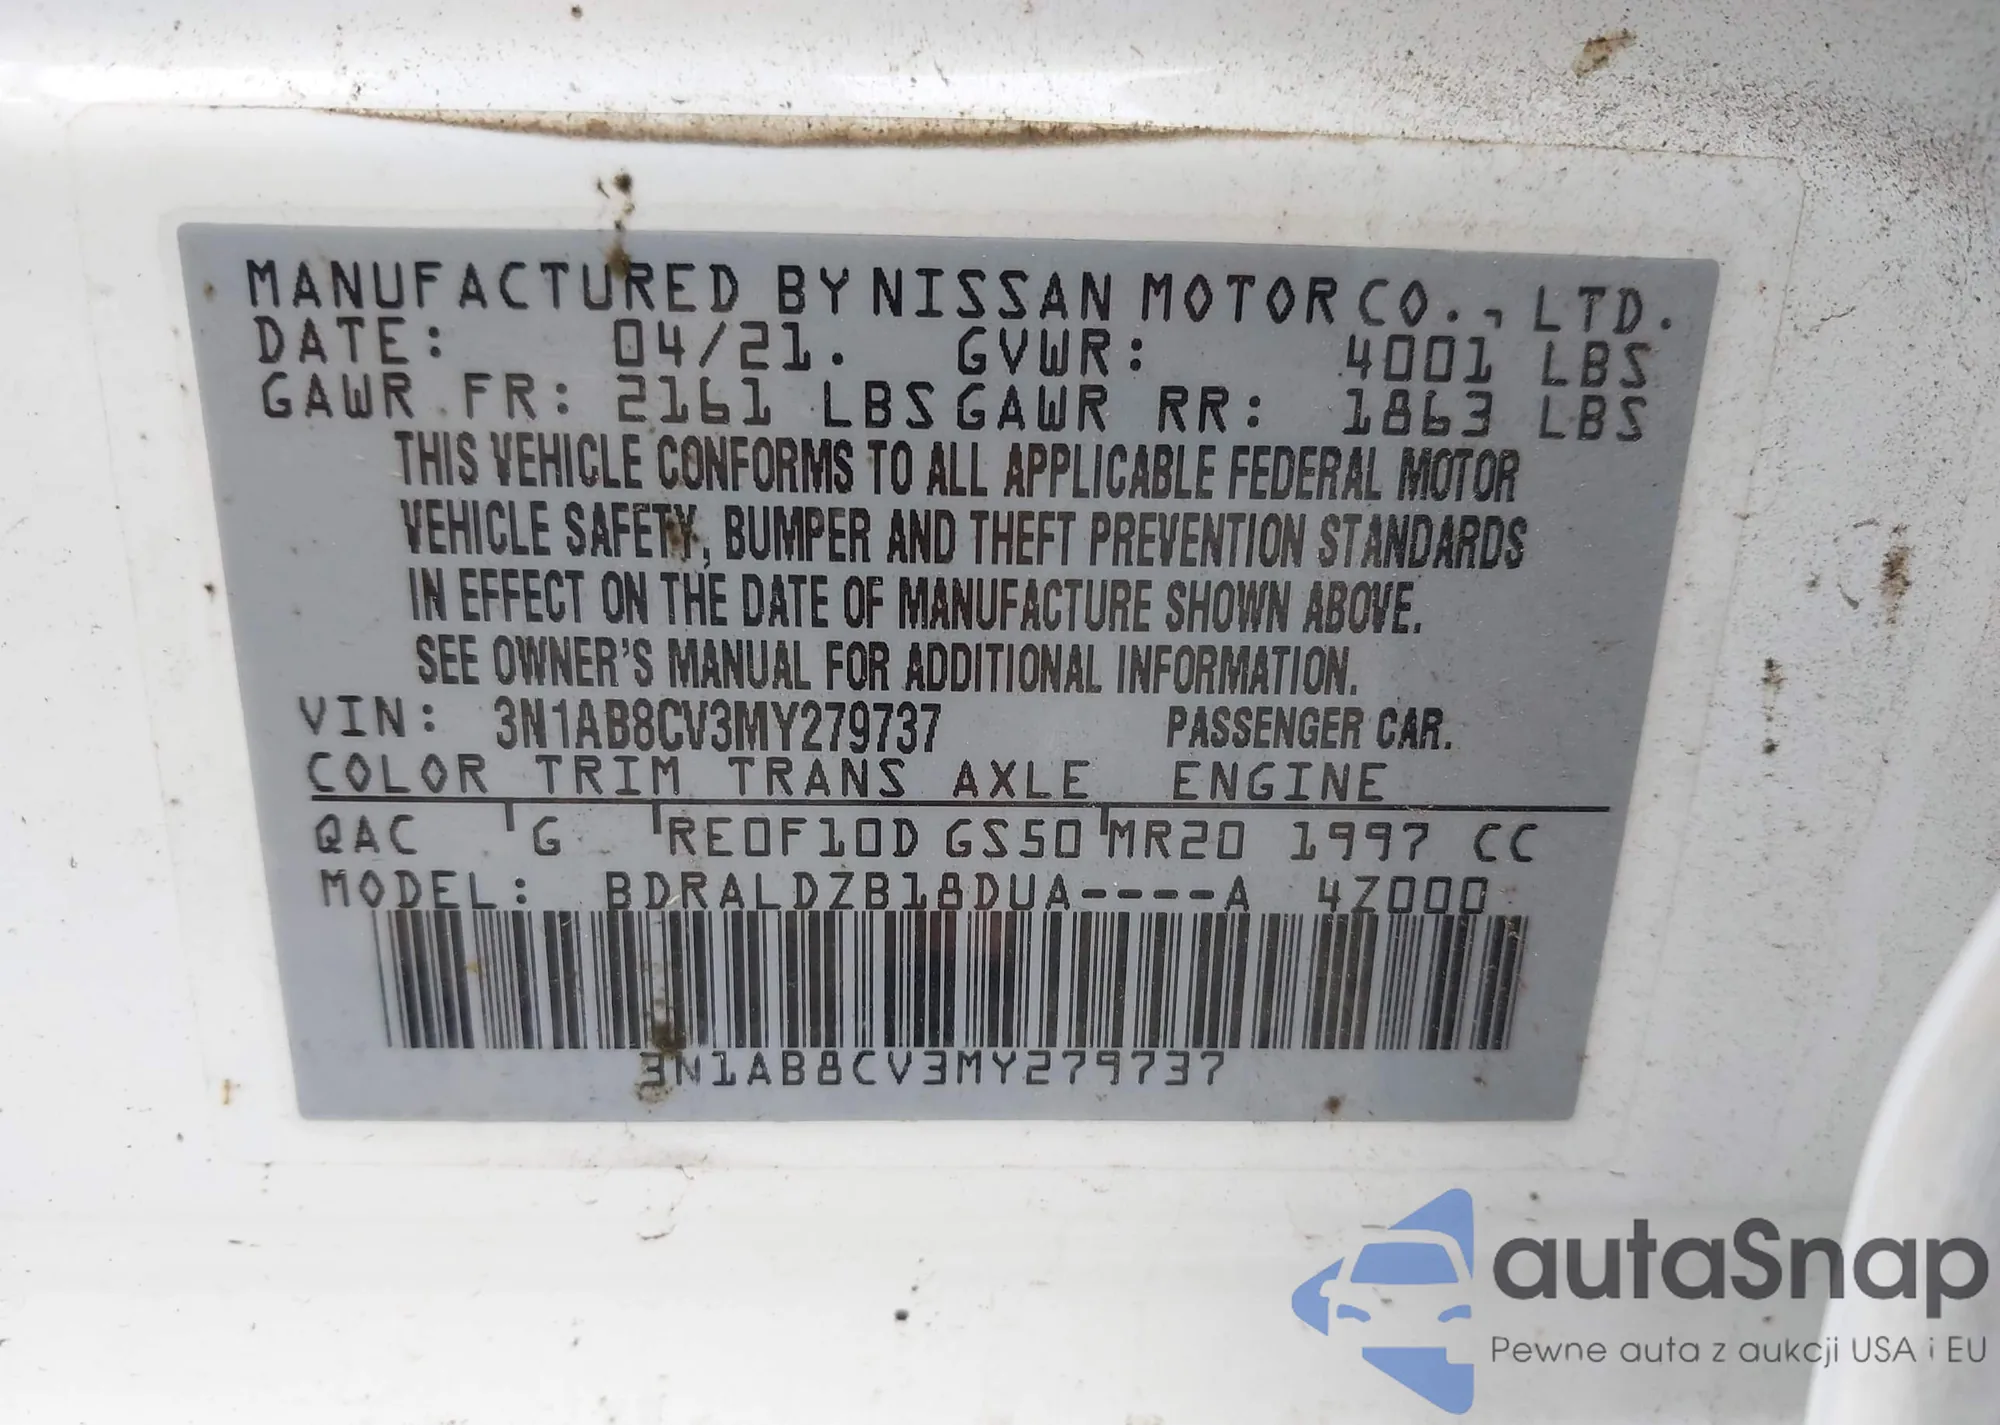 MANUFACTURED BY NISSAN MOTOR CO., LTD.
DATE: 04/21. GVWR: 4001 LBS
GAWR FR: 2161 LBS GAWR RR: 1863 LBS
THIS VEHICLE CONFORMS TO ALL APPLICABLE FEDERAL MOTOR
VEHICLE SAFETY, BUMPER AND THEFT PREVENTION STANDARDS
IN EFFECT ON THE DATE OF MANUFACTURE SHOWN ABOVE.
SEE OWNER'S MANUAL FOR ADDITIONAL INFORMATION.
VIN: 3N1AB8CV3MY279737 PASSENGER CAR.
COLOR TRIM TRANS AXLE ENGINE
QAC G RE0F10D GS50 MR20 1997 CC
MODEL: BDRALDZB18DUA----A 4Z000
3N1AB8CV3MY279737
autaSnap
Pewne auta z aukcji USA i EU